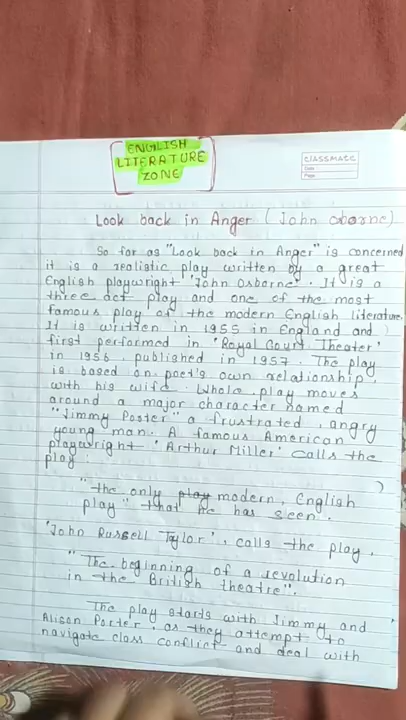 ENGLISH
LITERATURE
ZONE
CLASSMATE
Date
Page
Look back in Anger (John osborne)
So for as "Look back in Anger" is concerned
it is a realistic play written by a great
English playwright 'John Osborne'. It is a
three act play and one of the most
famous play of the modern English literature.
It is written in 1955 in England and
first performed in 'Royal Court Theater'
in 1956, published in 1957. The play
is based on poet's own relationship
with his wife. Whole play moves
around a major character named
"Jimmy Poster" a frustrated, angry
young man. A famous American
playwright 'Arthur Miller' calls the
play:
"the only play modern, English
play" that he has seen.
'John Russell Taylor', calls the play,
"The beginning of a revolution
in the British theatre".
The play starts with Jimmy and
Alison Porter, as they attempt to
navigate class conflict and deal with